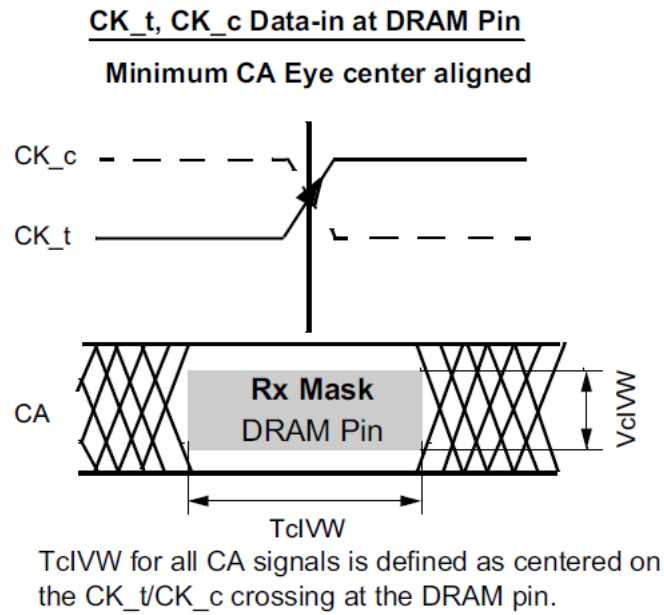 CK_t, CK_c Data-in at DRAM Pin
Minimum CA Eye center aligned
CK_c
CK_t
CA
Rx Mask
DRAM Pin
VcIVW
TcIVW
TcIVW for all CA signals is defined as centered on
the CK_t/CK_c crossing at the DRAM pin.